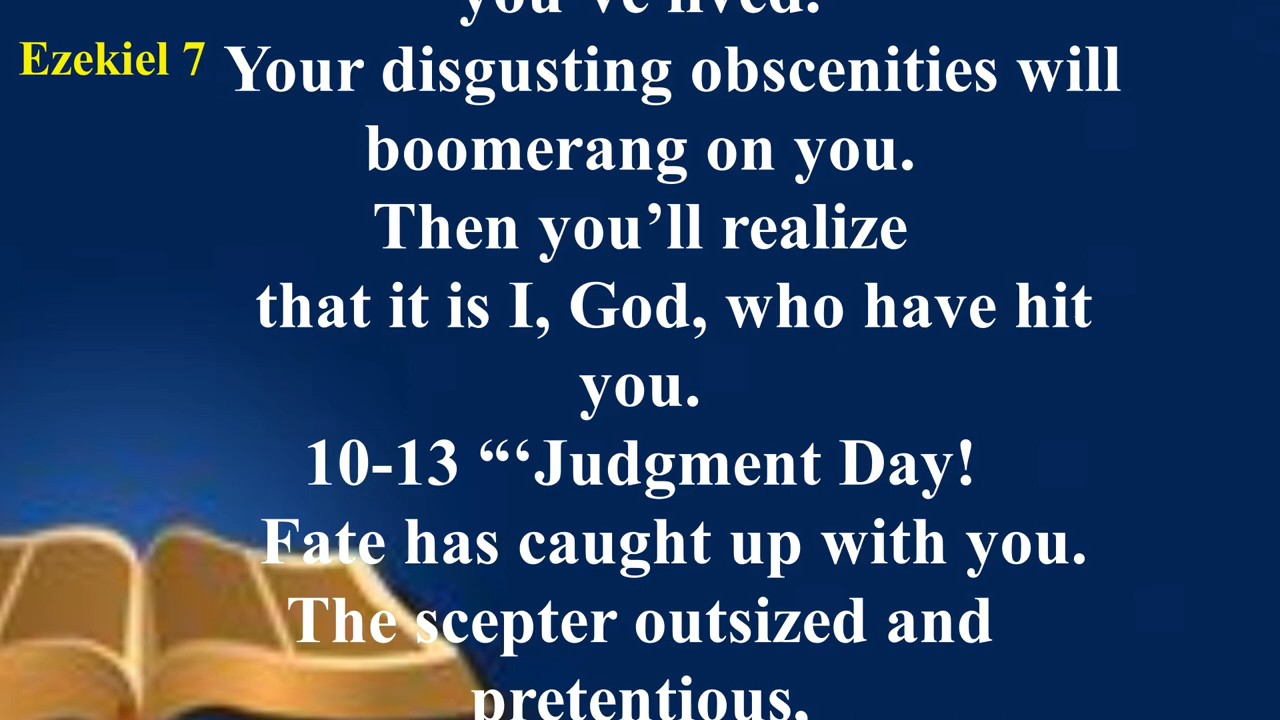 you've lived.
Ezekiel 7
Your disgusting obscenities will
boomerang on you.
Then you’ll realize
that it is I, God, who have hit
you.
10-13 “‘Judgment Day!
Fate has caught up with you.
The scepter outsized and
pretentious,